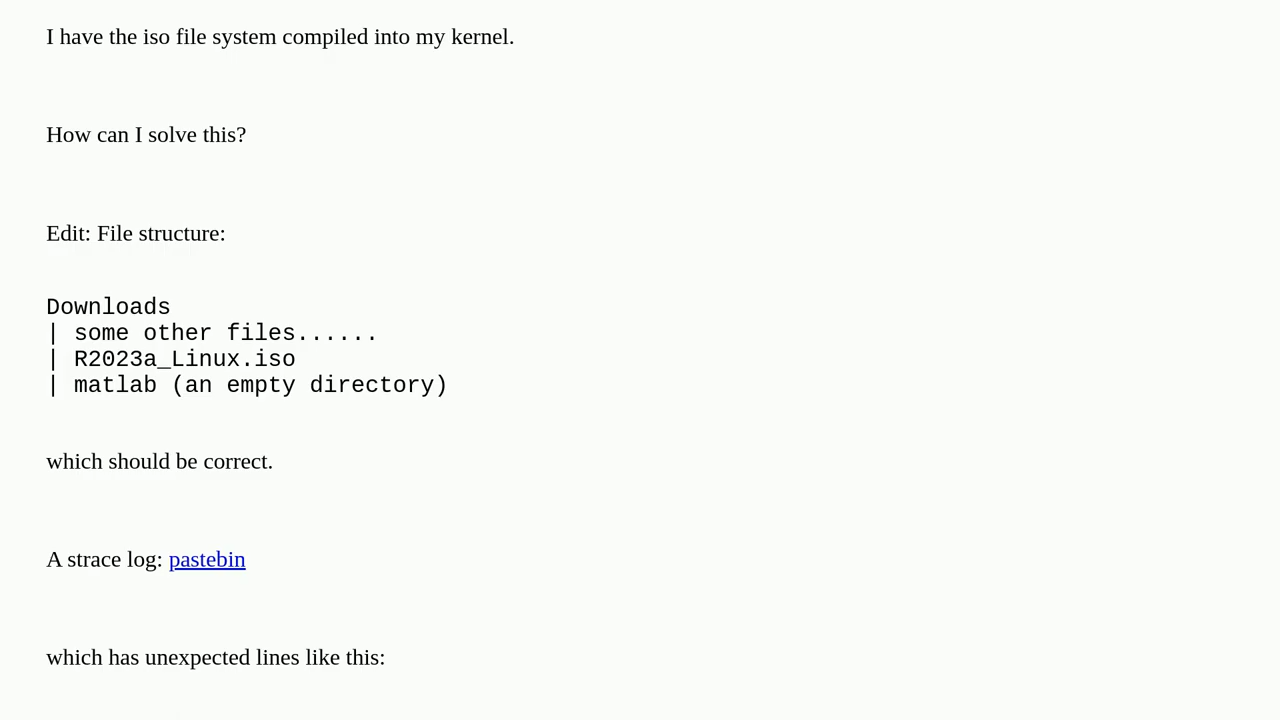 I have the iso file system compiled into my kernel.
How can I solve this?
Edit: File structure:
Downloads
| some other files......
| R2023a_Linux.iso
| matlab (an empty directory)
which should be correct.
A strace log: pastebin
which has unexpected lines like this: